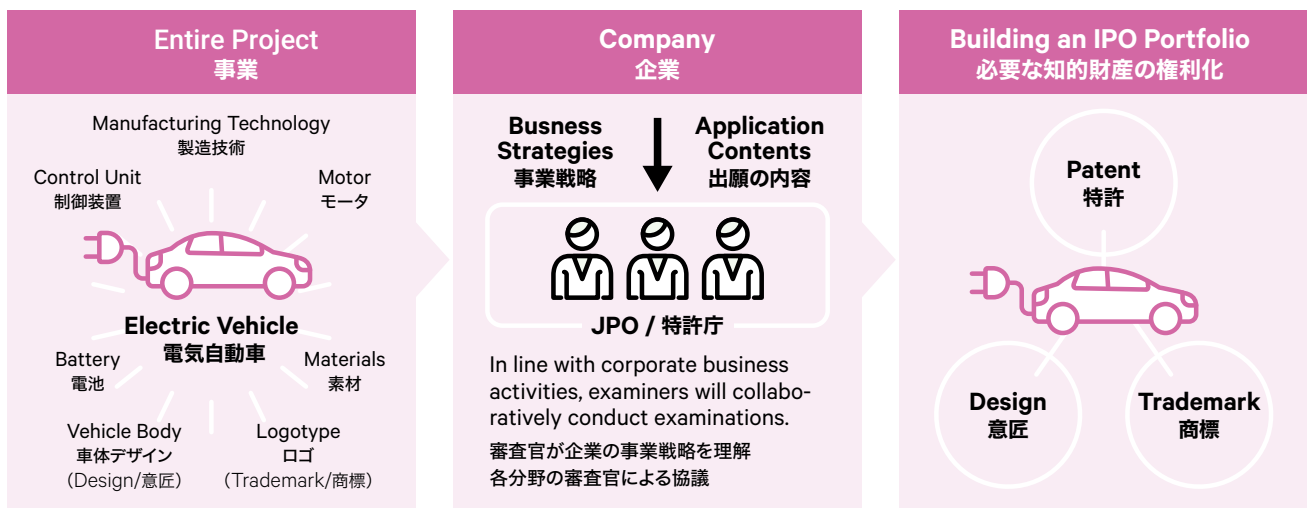 Entire Project
事業
Manufacturing Technology
製造技術
Control Unit
制御装置
Motor
モータ
Electric Vehicle
電気自動車
Battery
電池
Materials
素材
Vehicle Body
車体デザイン
(Design/意匠)
Logotype
ロゴ
(Trademark/商標)
Company
企業
Busness
Strategies
事業戦略
Application
Contents
出願の内容
JPO / 特許庁
In line with corporate business
activities, examiners will collabo-
ratively conduct examinations.
審査官が企業の事業戦略を理解
各分野の審査官による協議
Building an IPO Portfolio
必要な知的財産の権利化
Patent
特許
Design
意匠
Trademark
商標